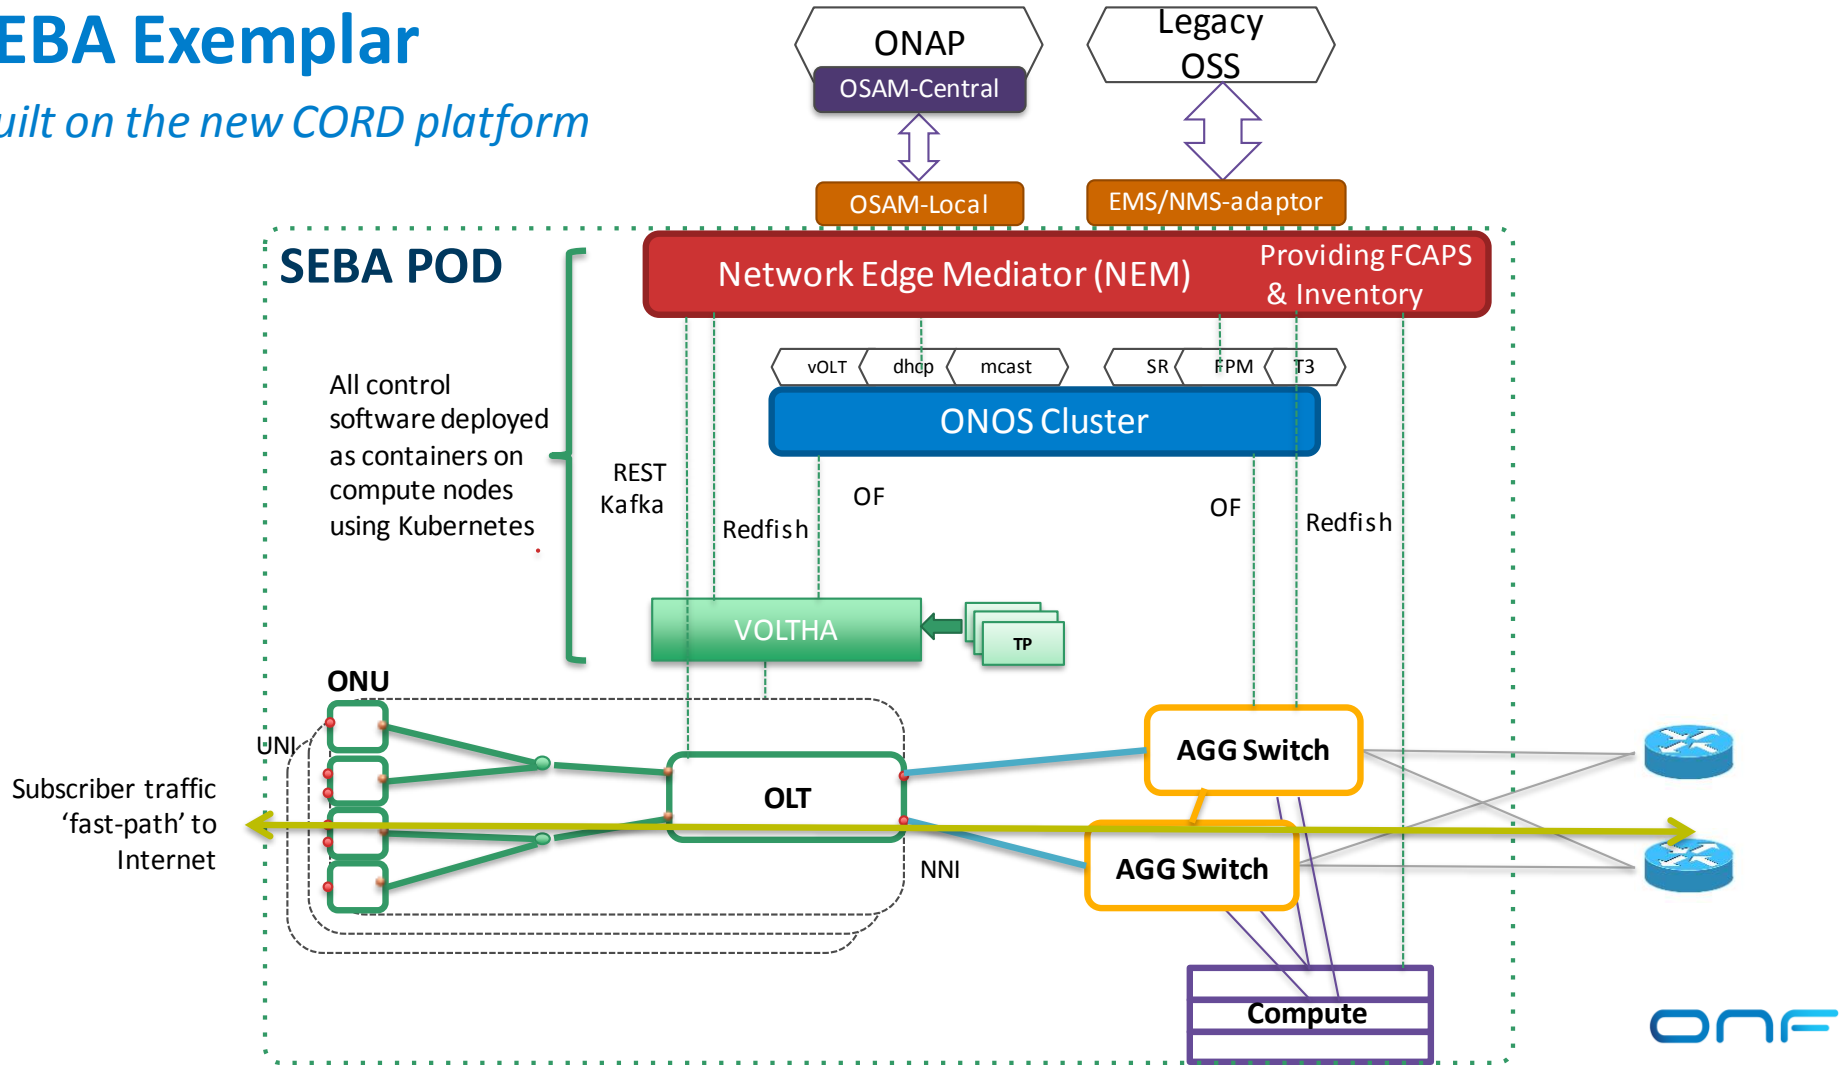 EBA Exemplar
uilt on the new CORD platform
ONAP
OSAM-Central
Legacy
OSS
OSAM-Local
EMS/NMS-adaptor
SEBA POD
Network Edge Mediator (NEM)
Providing FCAPS
& Inventory
vOLT
dhcp
mcast
SR
FPM
T3
ONOS Cluster
All control
software deployed
as containers on
compute nodes
using Kubernetes
REST
Kafka
Redfish
OF
OF
Redfish
VOLTHA
TP
ONU
UNI
Subscriber traffic
‘fast-path’ to
Internet
OLT
NNI
AGG Switch
AGG Switch
Compute
ONF